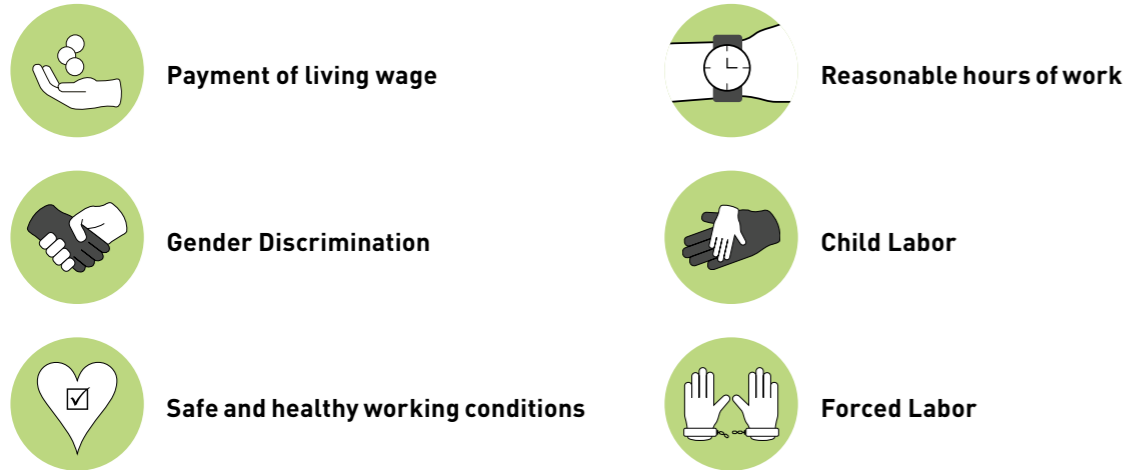 Payment of living wage
Reasonable hours of work
Gender Discrimination
Child Labor
Safe and healthy working conditions
Forced Labor